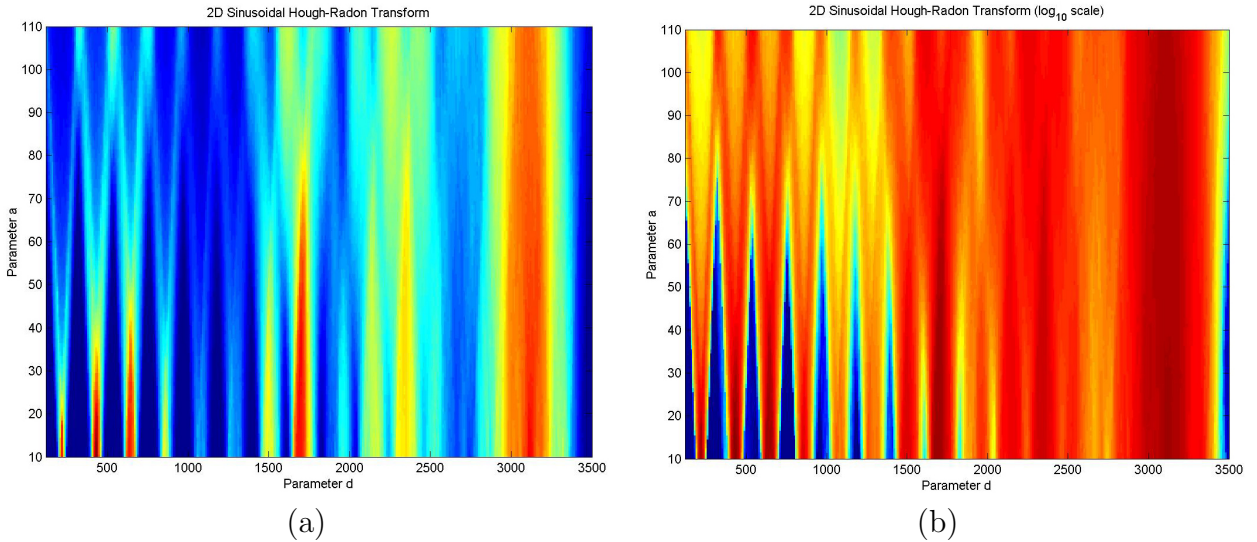 2D Sinusoidal Hough-Radon Transform
110
100
90
80
70
60
50
40
30
20
10
Parameter a
500 1000 1500 2000 2500 3000 3500
Parameter d
(a)
2D Sinusoidal Hough-Radon Transform (log10 scale)
110
100
90
80
70
60
50
40
30
20
10
Parameter a
500 1000 1500 2000 2500 3000 3500
Parameter d
(b)